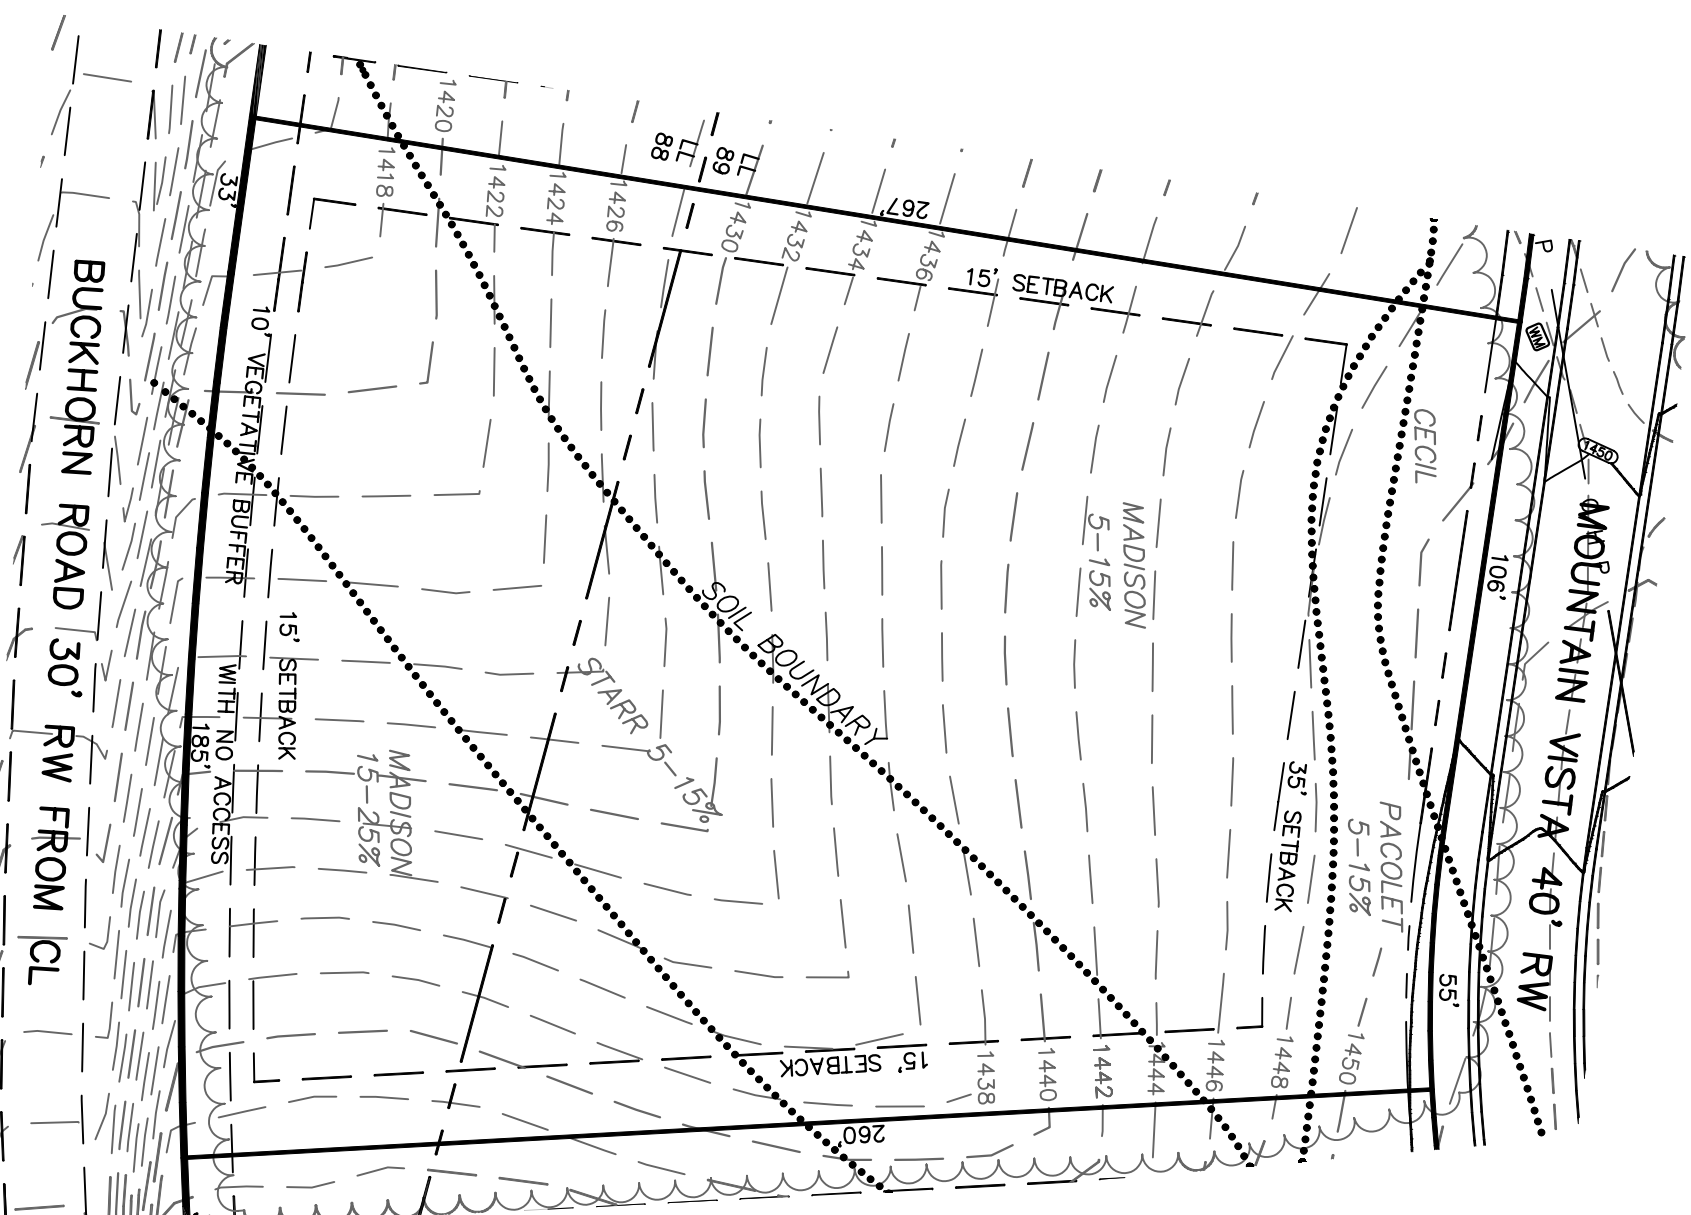 1420
1418
1422
1424
1426
LL
88
LL
89
1430
1432
1434
1436
267'
15' SETBACK
P
WM
33'
BUCKHORN ROAD 30' RW FROM CL
10' VEGETATIVE BUFFER
WITH NO ACCESS
185'
15' SETBACK
MADISON
15-25%
STARR 5-15%
SOIL BOUNDARY
MADISON
5-15%
CECIL
106'
1450
MOUNTAIN VISTA 40' RW
P
35' SETBACK
PACOLET
5-15%
55'
15' SETBACK
1438
1440
1442
1444
1446
1448
1450
260'